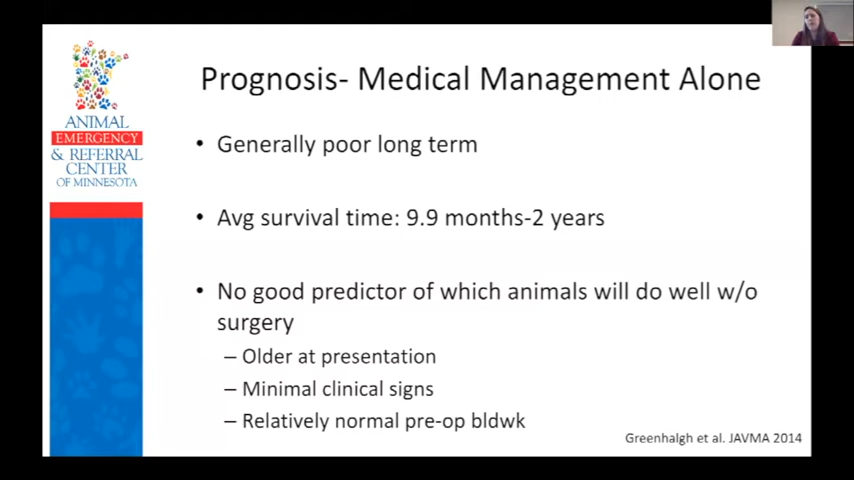 Prognosis- Medical Management Alone
ANIMAL
EMERGENCY
& REFERRAL
CENTER
OF MINNESOTA
• Generally poor long term
• Avg survival time: 9.9 months-2 years
• No good predictor of which animals will do well w/o
surgery
– Older at presentation
– Minimal clinical signs
– Relatively normal pre-op bldwk
Greenhalgh et al. JAVMA 2014